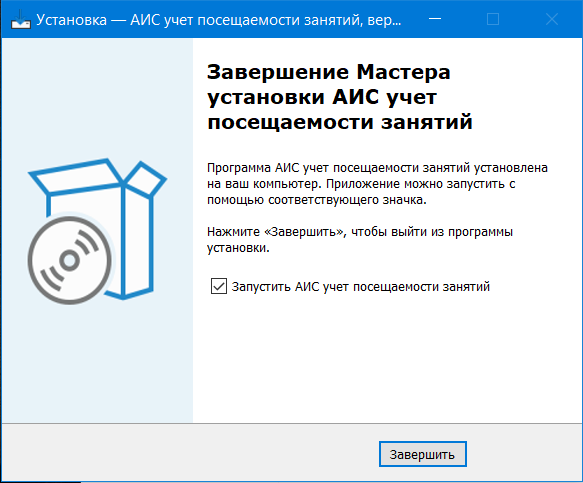 Установка — АИС учет посещаемости занятий, вер...
Завершение Мастера
установки АИС учет
посещаемости занятий
Программа АИС учет посещаемости занятий установлена
на ваш компьютер. Приложение можно запустить с
помощью соответствующего значка.
Нажмите «Завершить», чтобы выйти из программы
установки.
Запустить АИС учет посещаемости занятий
Завершить